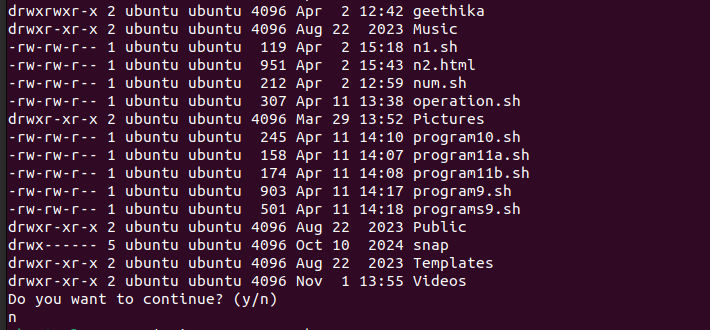 drwxrwxr-x 2 ubuntu ubuntu 4096 Apr  2 12:42 geethika
drwxr-xr-x 2 ubuntu ubuntu 4096 Aug 22  2023 Music
-rw-rw-r-- 1 ubuntu ubuntu  119 Apr  2 15:18 n1.sh
-rw-rw-r-- 1 ubuntu ubuntu  951 Apr  2 15:43 n2.html
-rw-rw-r-- 1 ubuntu ubuntu  212 Apr  2 12:59 num.sh
-rw-rw-r-- 1 ubuntu ubuntu  307 Apr 11 13:38 operation.sh
drwxr-xr-x 2 ubuntu ubuntu 4096 Mar 29 13:52 Pictures
-rw-rw-r-- 1 ubuntu ubuntu  245 Apr 11 14:10 program10.sh
-rw-rw-r-- 1 ubuntu ubuntu  158 Apr 11 14:07 program11a.sh
-rw-rw-r-- 1 ubuntu ubuntu  174 Apr 11 14:08 program11b.sh
-rw-rw-r-- 1 ubuntu ubuntu  903 Apr 11 14:17 program9.sh
-rw-rw-r-- 1 ubuntu ubuntu  501 Apr 11 14:18 programs9.sh
drwxr-xr-x 2 ubuntu ubuntu 4096 Aug 22  2023 Public
drwx------ 5 ubuntu ubuntu 4096 Oct 10  2024 snap
drwxr-xr-x 2 ubuntu ubuntu 4096 Aug 22  2023 Templates
drwxr-xr-x 2 ubuntu ubuntu 4096 Nov  1 13:55 Videos
Do you want to continue? (y/n)
n